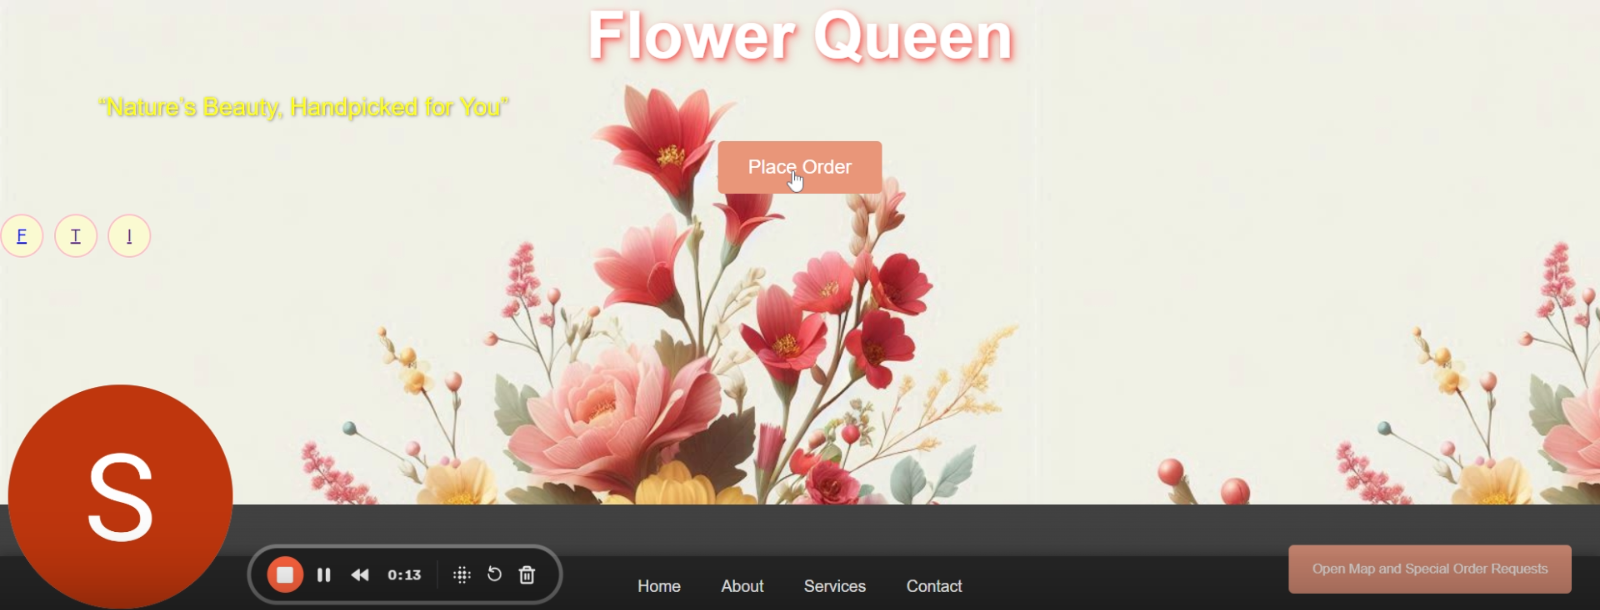 Flower Queen
“Nature's Beauty, Handpicked for You”
Place Order
F T I
S
0:13
Home About Services Contact
Open Map and Special Order Requests